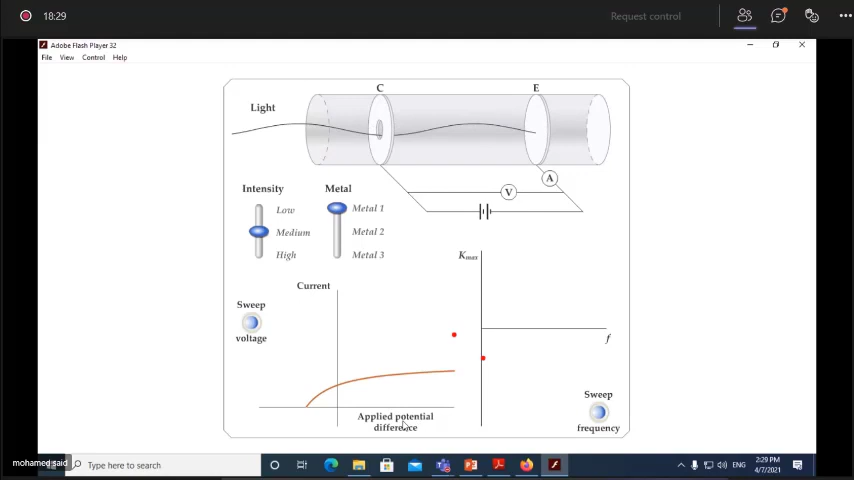 18:29
Request control
Adobe Flash Player 32
File View Control Help
C
E
Light
A
V
Intensity
Metal
Low
Metal 1
Medium
Metal 2
High
Metal 3
Kmax
Current
Sweep
voltage
f
Sweep
frequency
Applied potential
difference
mohamed said
Type here to search
ENG
2:29 PM
4/7/2021